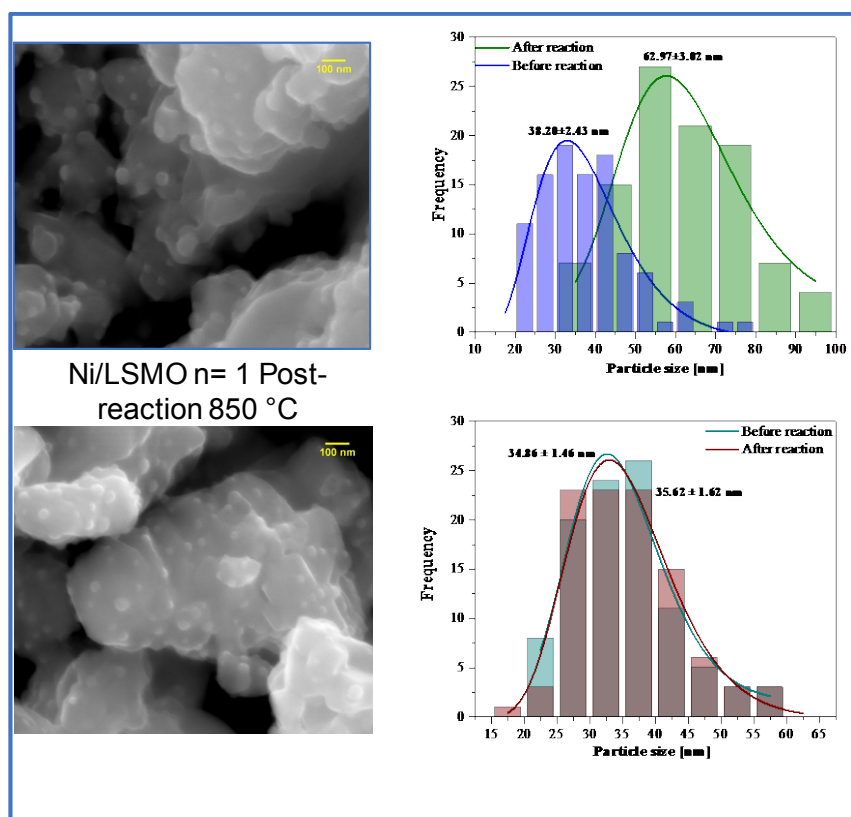 100 nm
Ni/LSMO n= 1 Post-
reaction 850 °C
100 nm
After reaction
Before reaction
62.97±3.02 nm
38.20±2.43 nm
Frequency
30
25
20
15
10
5
0
10 20 30 40 50 60 70 80 90 100
Particle size [nm]
Before reaction
After reaction
34.86 ± 1.46 nm
35.62 ± 1.62 nm
Frequency
30
25
20
15
10
5
0
15 20 25 30 35 40 45 50 55 60 65
Particle size [nm]